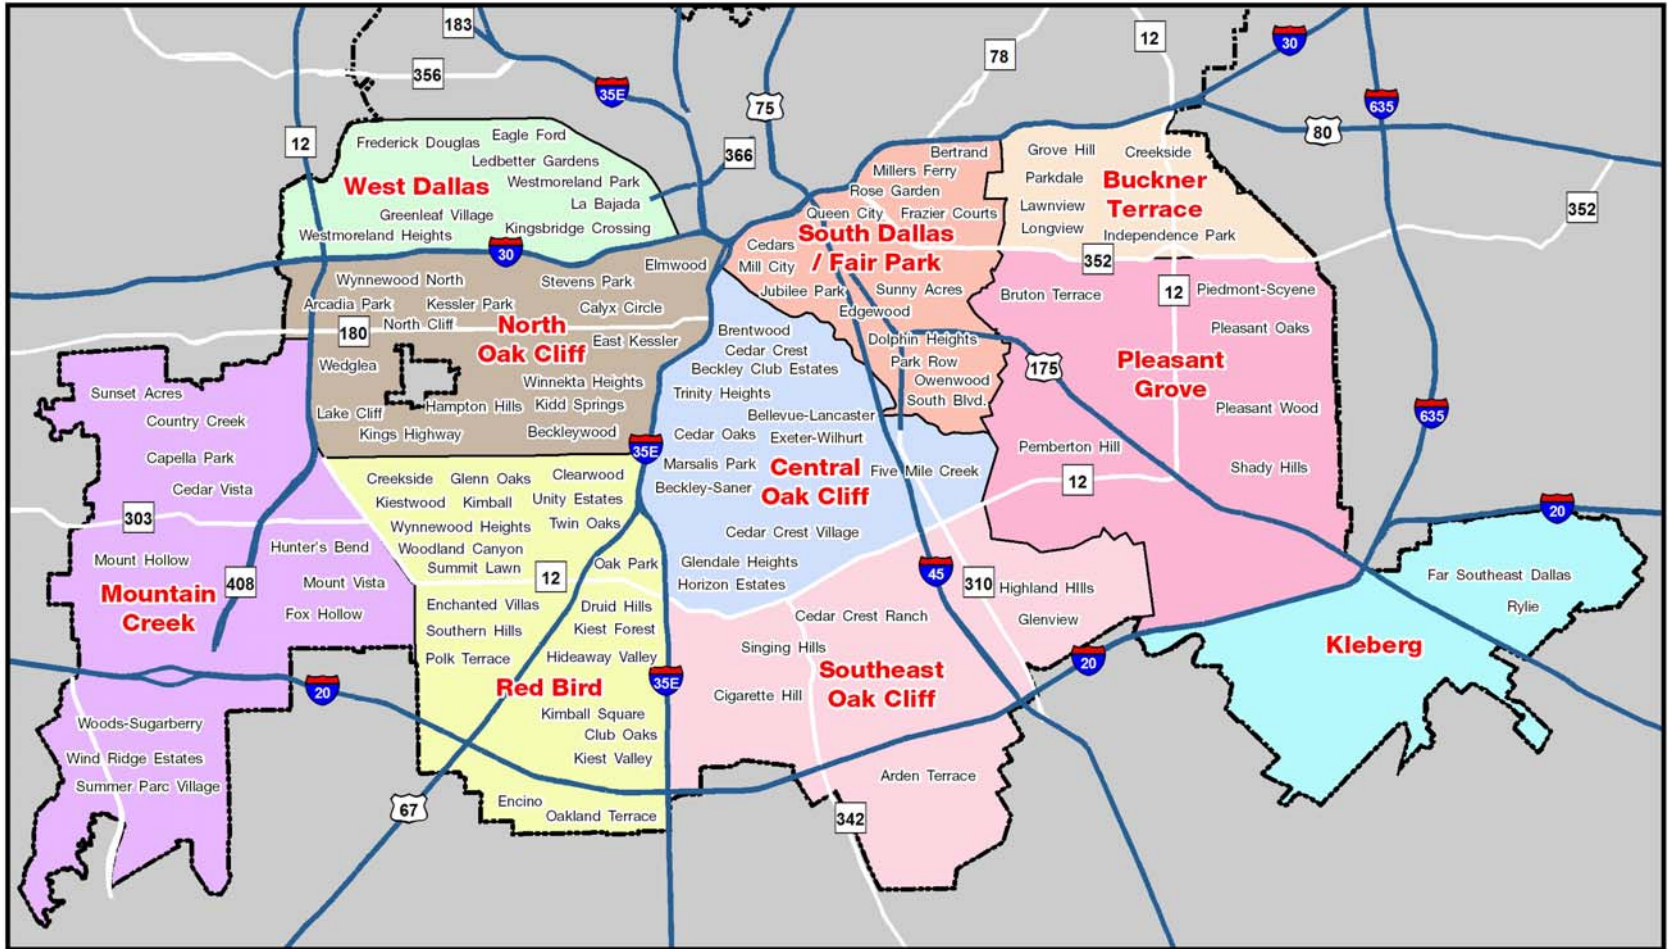 183
12
30
78
356
35E
635
75
80
12
366
Frederick Douglas
Eagle Ford
Ledbetter Gardens
Westmoreland Park
La Bajada
West Dallas
Greenleaf Village
Westmoreland Heights
Kingsbridge Crossing
30
Bertrand
Millers Ferry
Rose Garden
Queen City
Frazier Courts
Cedars
South Dallas
/ Fair Park
Mill City
Jubilee Park
Sunny Acres
Edgewood
Dolphin Heights
Park Row
Owenwood
South Blvd.
Grove Hill
Creekside
Parkdale
Buckner
Terrace
Lawnview
Longview
Independence Park
352
352
12
Bruton Terrace
Piedmont-Scyene
Pleasant Oaks
175
Pleasant
Grove
Pleasant Wood
635
Pemberton Hill
Shady Hills
12
Elmwood
Wynnewood North
Stevens Park
Arcadia Park
Kessler Park
Calyx Circle
180
North Cliff
North
Oak Cliff
East Kessler
Wedglea
Winnekta Heights
Lake Cliff
Hampton Hills
Kidd Springs
Kings Highway
Beckleywood
35E
Brentwood
Cedar Crest
Beckley Club Estates
Trinity Heights
Bellevue-Lancaster
Cedar Oaks
Exeter-Wilhurt
Marsalis Park
Central
Oak Cliff
Five Mile Creek
Beckley-Saner
Cedar Crest Village
Glendale Heights
Horizon Estates
Sunset Acres
Country Creek
Capella Park
Cedar Vista
303
Hunter's Bend
Mount Hollow
408
Mount Vista
Mountain
Creek
Fox Hollow
20
Woods-Sugarberry
Wind Ridge Estates
Summer Parc Village
Creekside
Glenn Oaks
Clearwood
Kiestwood
Kimball
Unity Estates
Wynnewood Heights
Twin Oaks
Woodland Canyon
Summit Lawn
12
Oak Park
Enchanted Villas
Druid Hills
Southern Hills
Kiest Forest
Polk Terrace
Hideaway Valley
Red Bird
35E
Kimball Square
Club Oaks
Kiest Valley
67
Encino
Oakland Terrace
45
310
Highland HIlls
Cedar Crest Ranch
Glenview
Singing Hills
Southeast
Oak Cliff
20
Cigarette Hill
Arden Terrace
342
20
Far Southeast Dallas
Rylie
Kleberg